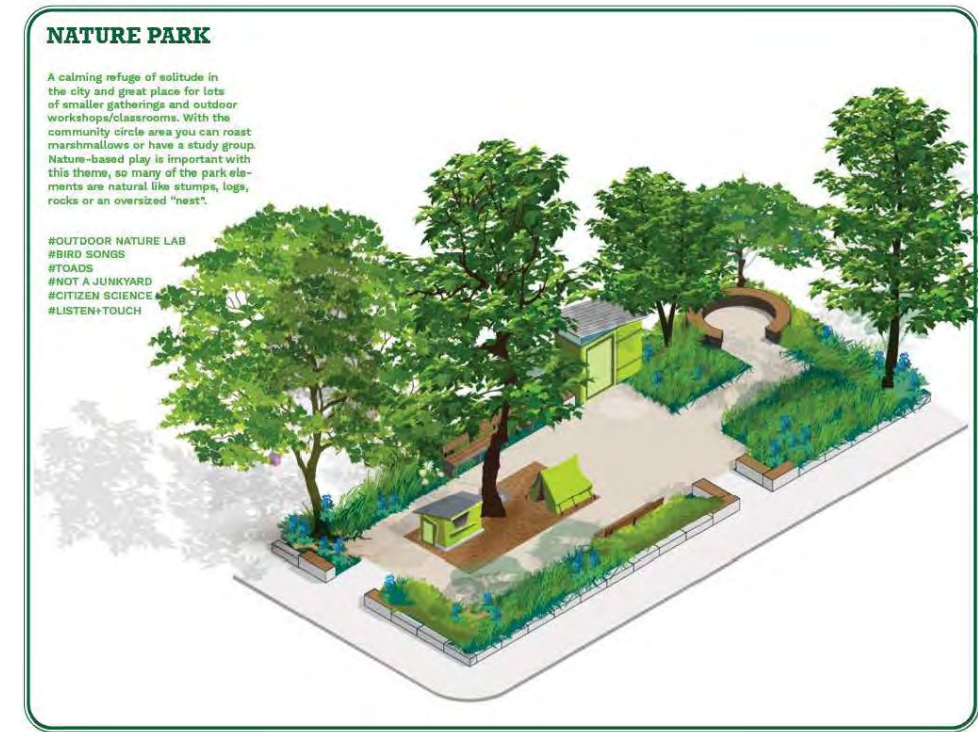 NATURE PARK
A calming refuge of solitude in
the city and great place for lots
of smaller gatherings and outdoor
workshops/classrooms. With the
community circle area you can roast
marshmallows or have a study group.
Nature-based play is important with
this theme, so many of the park ele-
ments are natural like stumps, logs,
rocks or an oversized "nest".
#OUTDOOR NATURE LAB
#BIRD SONGS
#TOADS
#NOT A JUNKYARD
#CITIZEN SCIENCE
#LISTEN+TOUCH